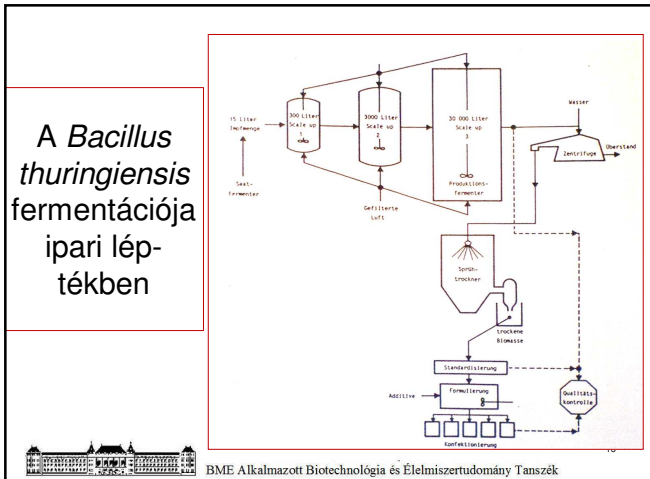 A Bacillus
thuringiensis
fermentációja
ipari lép-
tékben
15 Liter
Impfmenge
Saat-
fermenter
300 Liter
Scale up
1
3000 Liter
Scale up
2
30 000 Liter
Scale up
3
Produktions-
fermenter
Gefilterte
Luft
Wasser
Zentrifuge
Überstand
Sprüh-
trockner
trockene
Biomasse
Standardisierung
Additive
Formulierung
Qualitäts-
kontrolle
Konfektionierung
BME Alkalmazott Biotechnológia és Élelmiszertudomány Tanszék